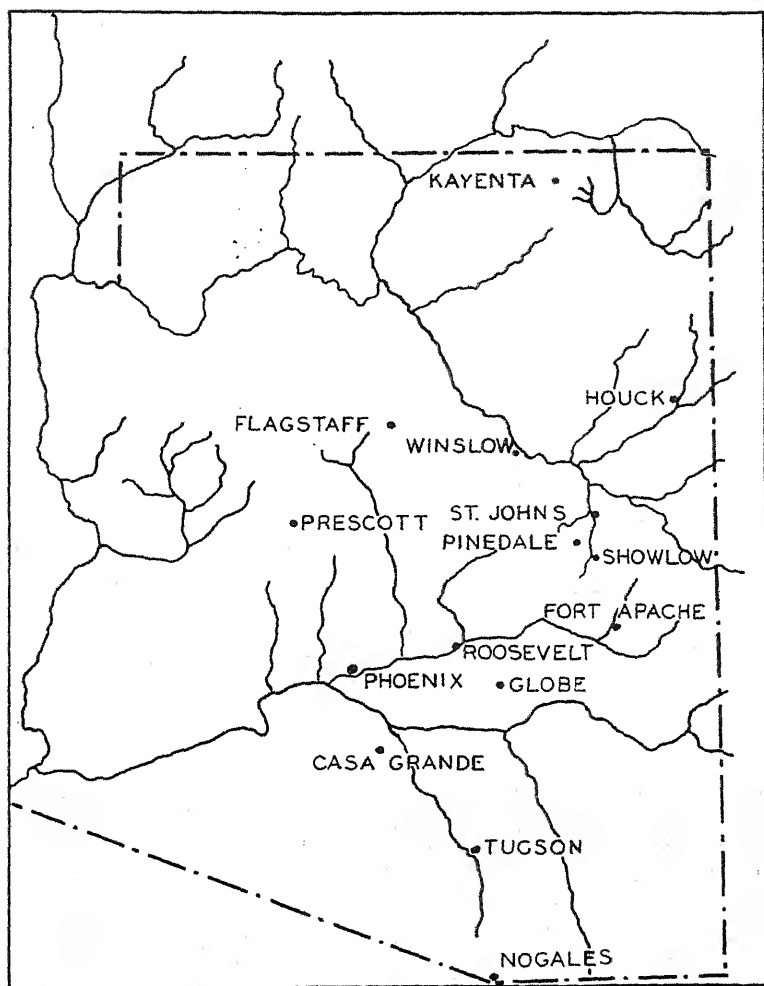 KAYENTA
HOUCK
FLAGSTAFF
WINSLOW
ST. JOHNS
PRESCOTT
PINEDALE
SHOWLOW
FORT APACHE
ROOSEVELT
PHOENIX
GLOBE
CASA GRANDE
TUGSON
NOGALES